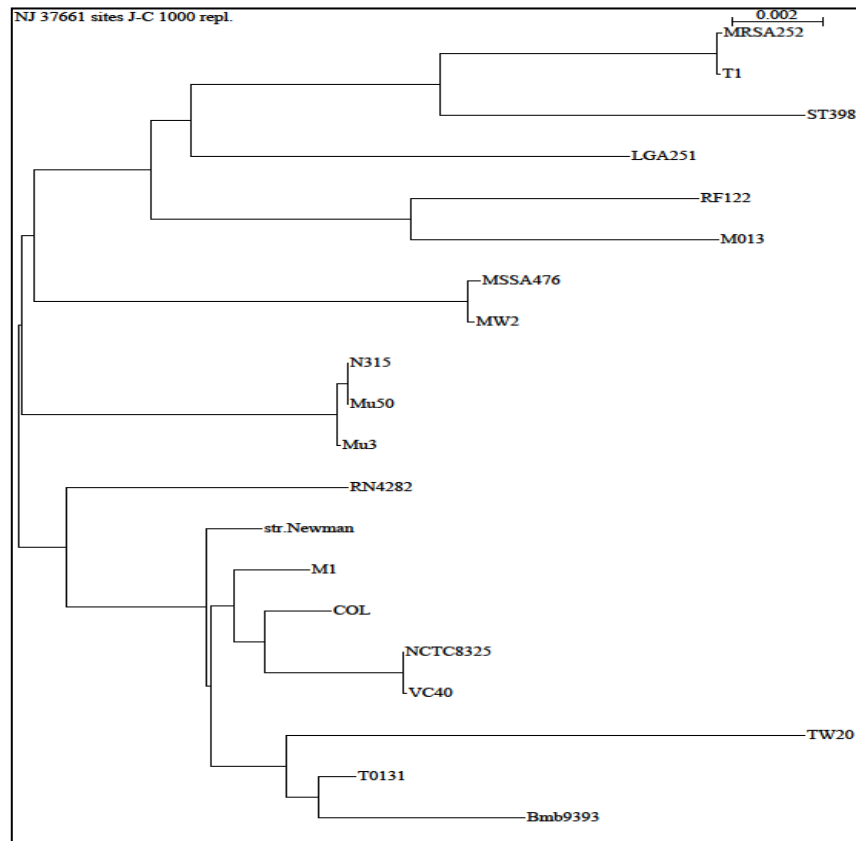 NJ 37661 sites J-C 1000 repl.
0.002
MRSA252
T1
ST398
LGA251
RF122
M013
MSSA476
MW2
N315
Mu50
Mu3
RN4282
str.Newman
M1
COL
NCTC8325
VC40
TW20
T0131
Bmb9393